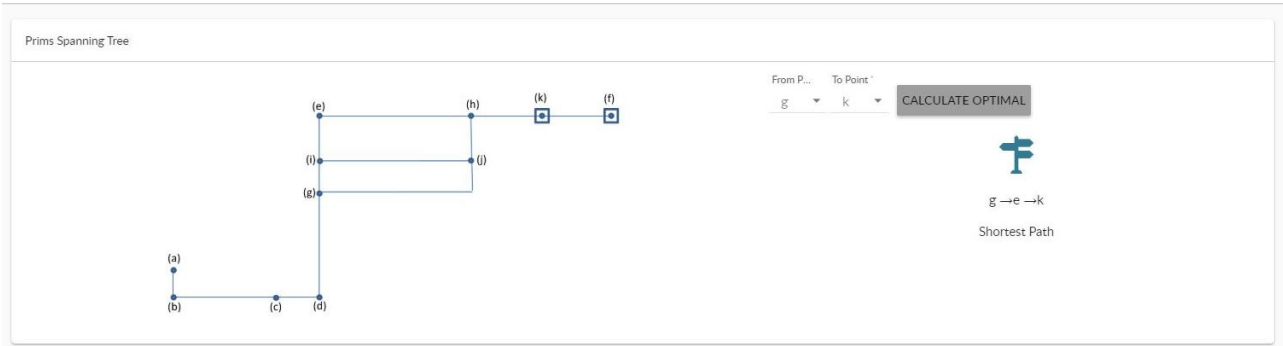 Prims Spanning Tree
From P... To Point *
g k CALCULATE OPTIMAL
(e) (h) (k) (f)
(i) (j)
(g)
g →e →k
Shortest Path
(a)
(b) (c) (d)